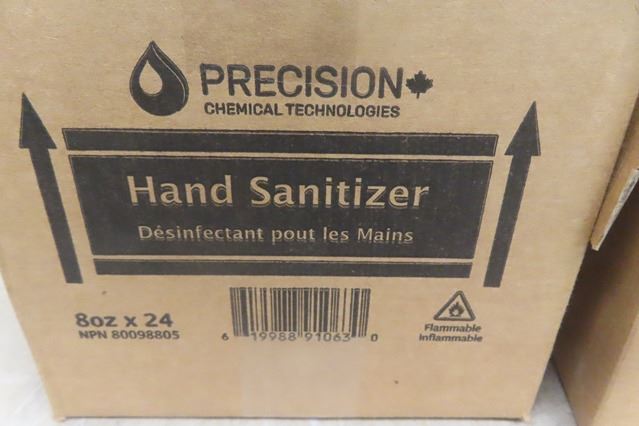 PRECISION
CHEMICAL TECHNOLOGIES
Hand Sanitizer
Désinfectant pout les Mains
8oz x 24
NPN 80098805
6 19988 91063 0
Flammable
Inflammable